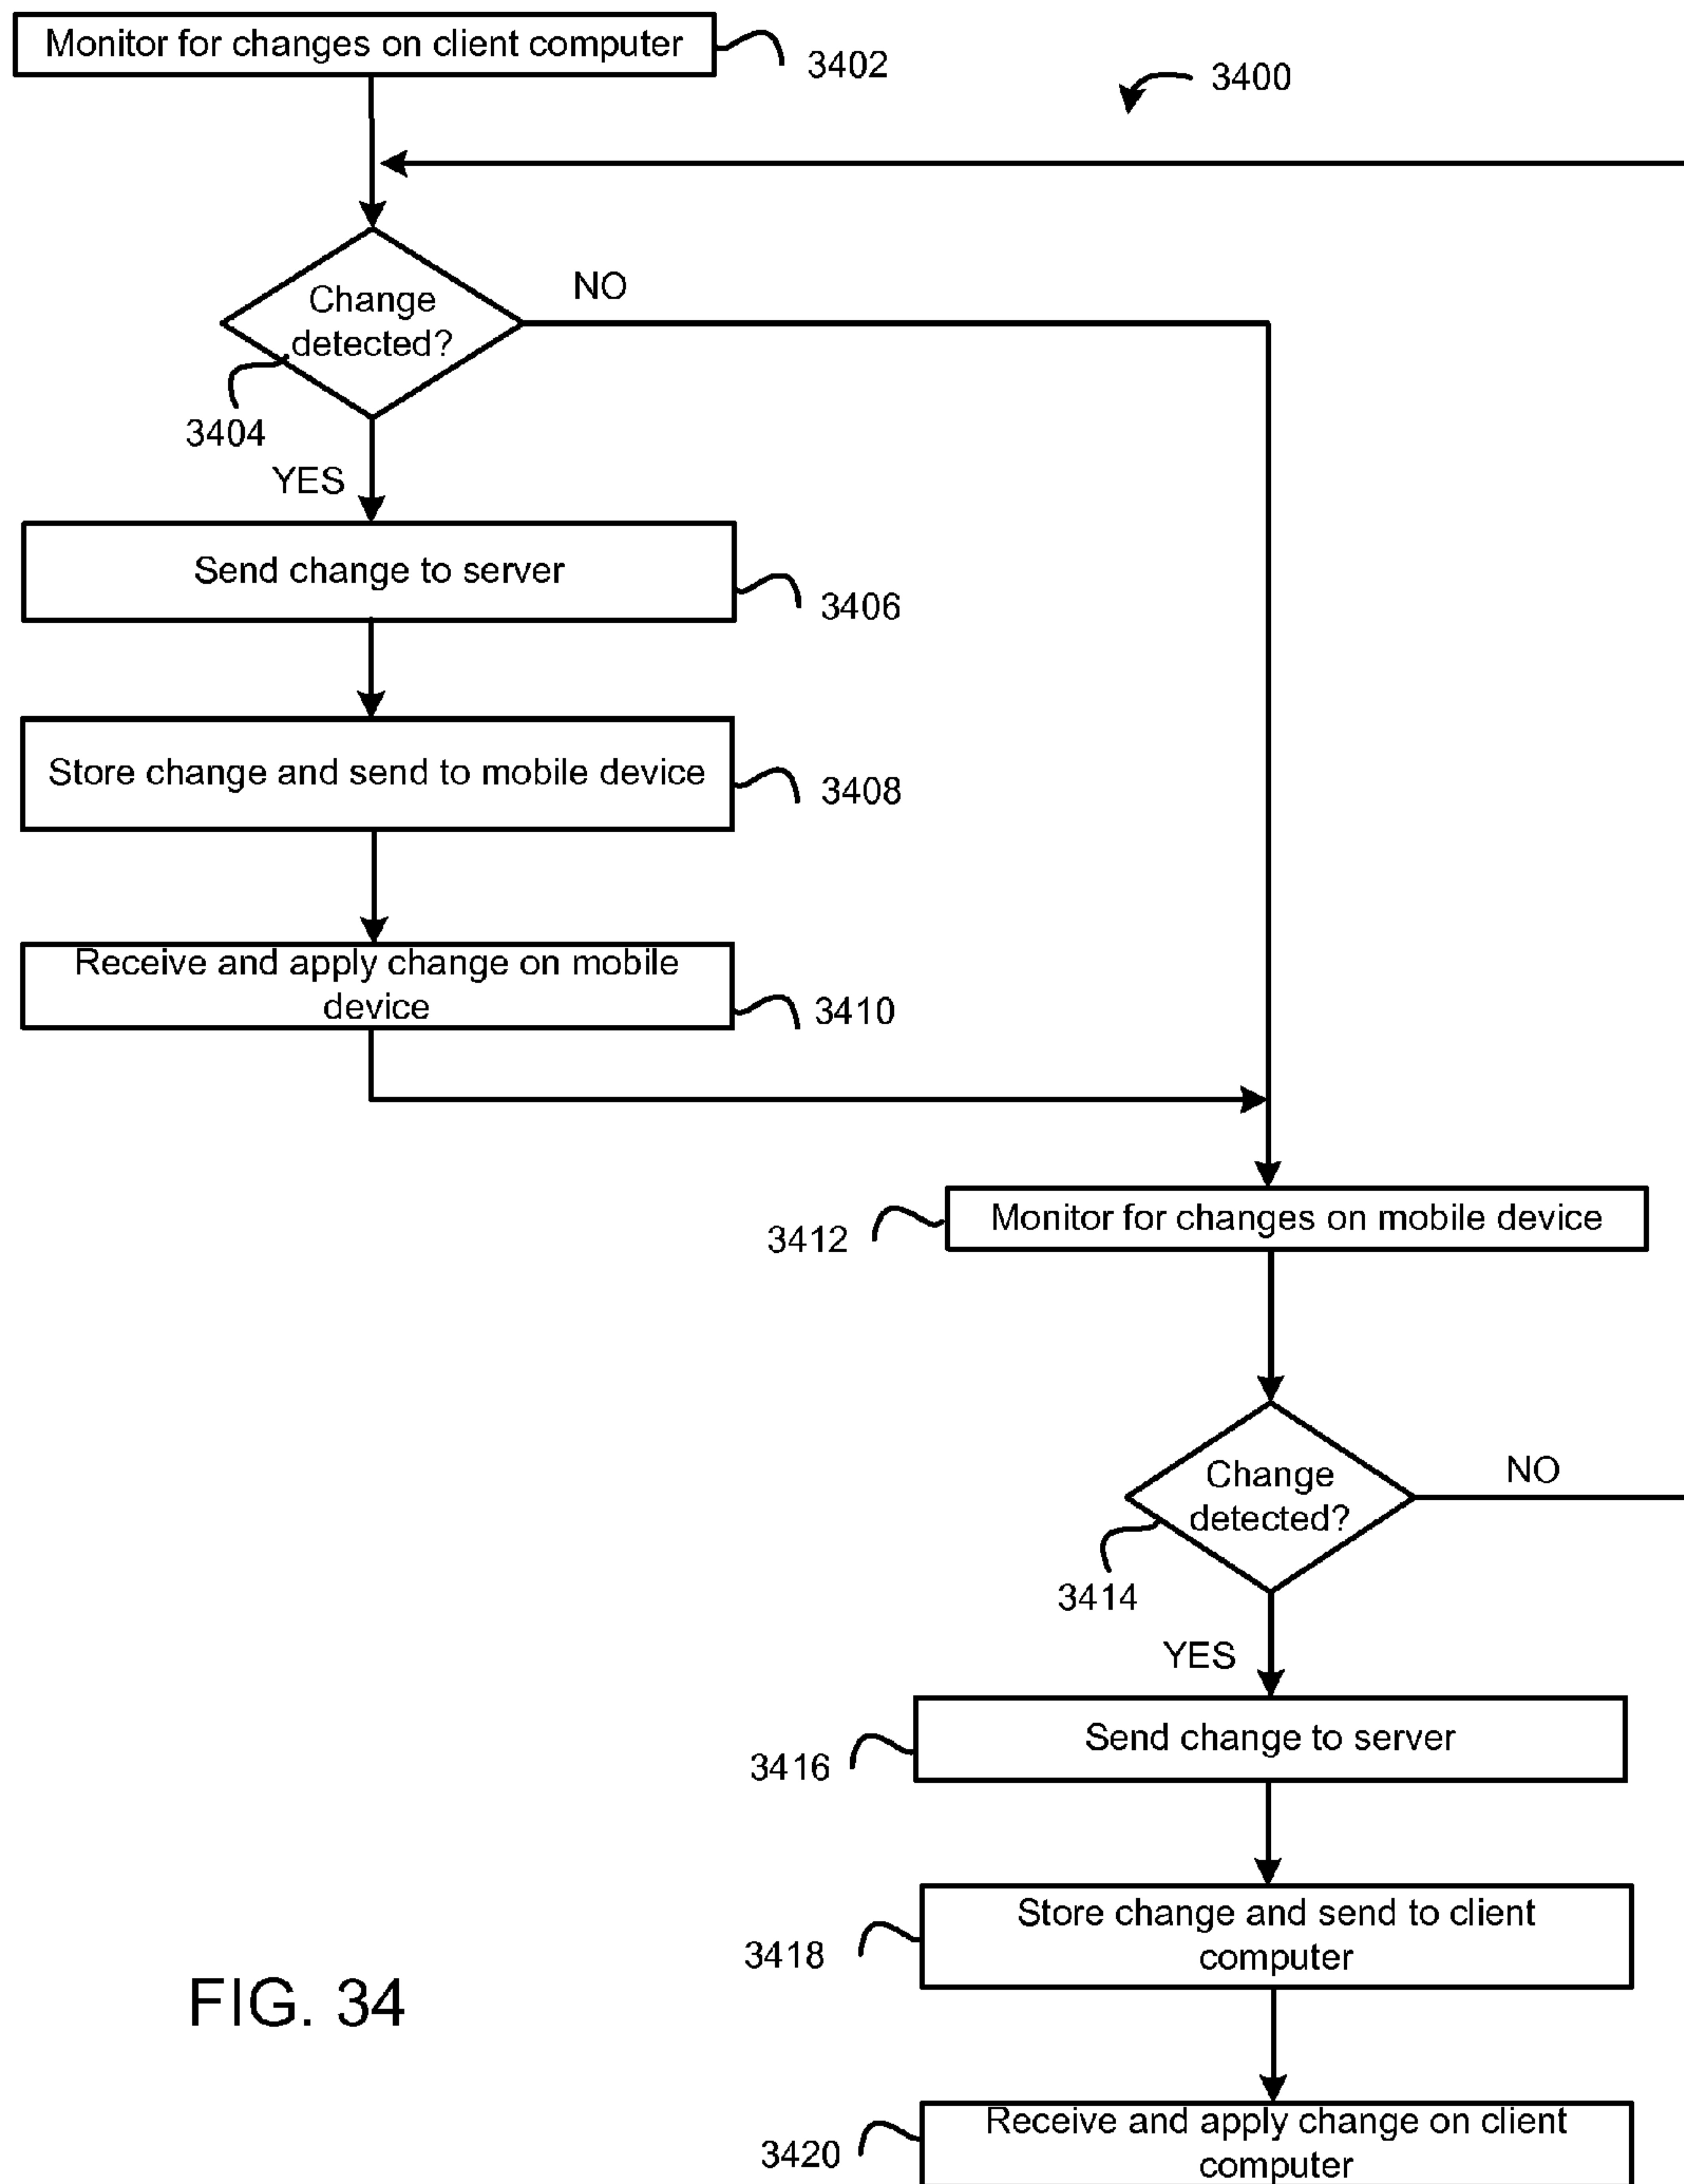 Monitor for changes on client computer
3402
3400
Change
detected?
NO
3404
YES
Send change to server
3406
Store change and send to mobile device
3408
Receive and apply change on mobile
device
3410
Monitor for changes on mobile device
3412
Change
detected?
NO
3414
YES
Send change to server
3416
Store change and send to client
computer
3418
FIG. 34
Receive and apply change on client
computer
3420